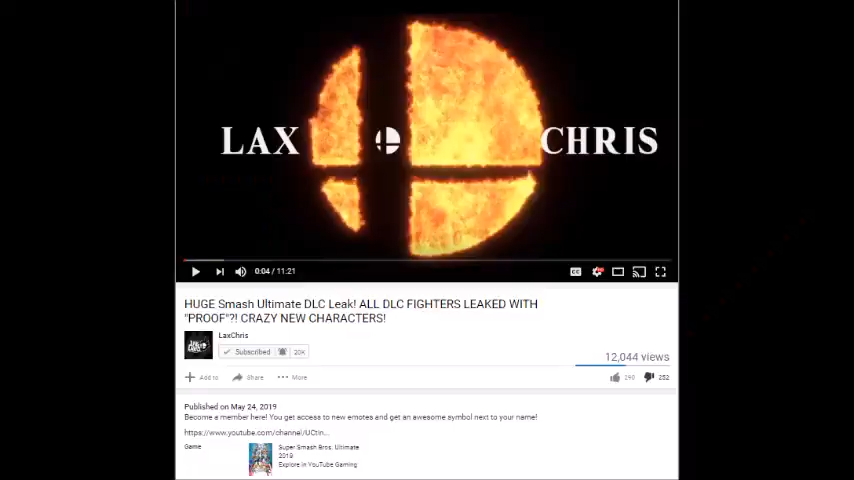 LAX CHRIS
0:04 / 11:21
HUGE Smash Ultimate DLC Leak! ALL DLC FIGHTERS LEAKED WITH
"PROOF"?! CRAZY NEW CHARACTERS!
LaxChris
Subscribed 20K
12,044 views
Add to Share More 290 252
Published on May 24, 2019
Become a member here! You get access to new emotes and get an awesome symbol next to your name!
https://www.youtube.com/channel/UCtin...
Game
Super Smash Bros. Ultimate
2019
Explore in YouTube Gaming